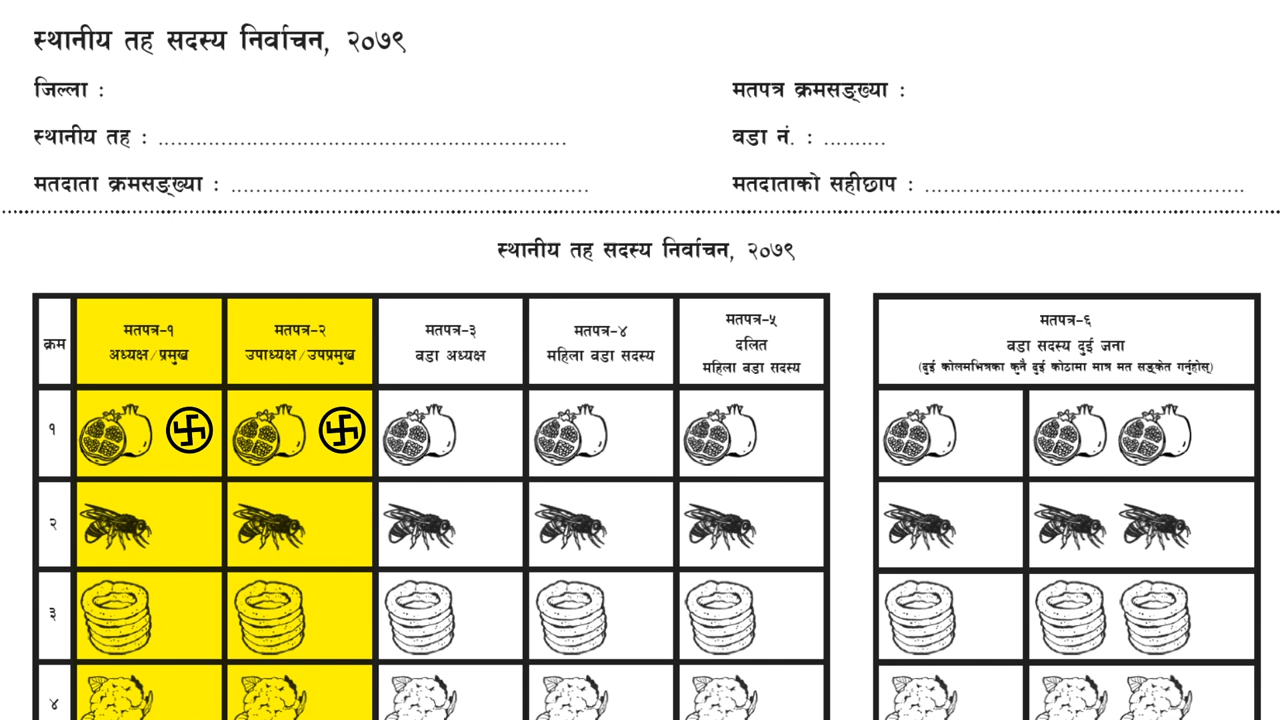 स्थानीय तह सदस्य निर्वाचन, २०७९
जिल्ला :
मतपत्र क्रमसङ्ख्या :
स्थानीय तह : ....................................................................
वडा नं. : ..........
मतदाता क्रमसङ्ख्या : ...........................................................
मतदाताको सहीछाप : .....................................................
स्थानीय तह सदस्य निर्वाचन, २०७९
क्रम
मतपत्र-१
अध्यक्ष/प्रमुख
मतपत्र-२
उपाध्यक्ष/उपप्रमुख
मतपत्र-३
वडा अध्यक्ष
मतपत्र-४
महिला वडा सदस्य
मतपत्र-५
दलित
महिला वडा सदस्य
मतपत्र-६
वडा सदस्य दुई जना
(दुई कोलमभित्रका कुनै दुई कोठामा मात्र मत सङ्केत गर्नुहोस्)
१
२
३
४